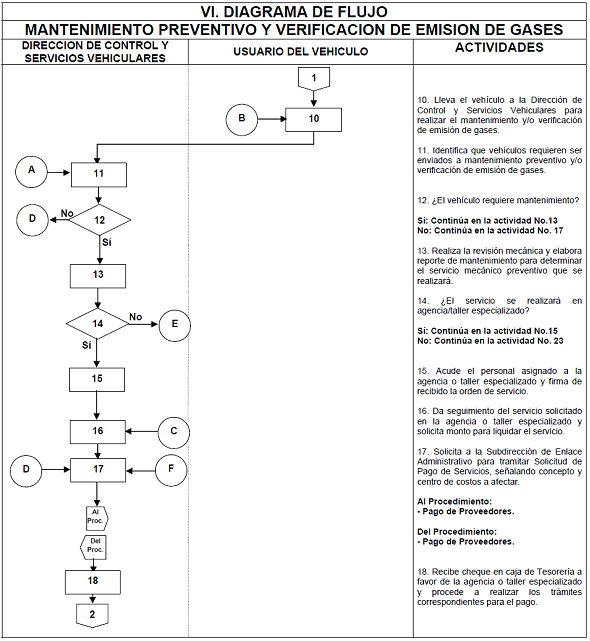 VI. DIAGRAMA DE FLUJO
MANTENIMIENTO PREVENTIVO Y VERIFICACION DE EMISION DE GASES
DIRECCION DE CONTROL Y
SERVICIOS VEHICULARES
USUARIO DEL VEHICULO
ACTIVIDADES
1
B
10
A
11
D
No
12
Sí
13
14
No
E
Sí
15
16
C
D
17
F
Al
Proc.
Del
Proc.
18
2
10. Lleva el vehículo a la Dirección de
Control y Servicios Vehiculares para
realizar el mantenimiento y/o verificación
de emisión de gases.
11. Identifica que vehículos requieren ser
enviados a mantenimiento preventivo y/o
verificación de emisión de gases.
12. ¿El vehículo requiere mantenimiento?
Sí: Continúa en la actividad No.13
No: Continúa en la actividad No. 17
13. Realiza la revisión mecánica y elabora
reporte de mantenimiento para determinar
el servicio mecánico preventivo que se
realizará.
14. ¿El servicio se realizará en
agencia/taller especializado?
Sí: Continúa en la actividad No.15
No: Continúa en la actividad No. 23
15. Acude el personal asignado a la
agencia o taller especializado y firma de
recibido la orden de servicio.
16. Da seguimiento del servicio solicitado
en la agencia o taller especializado y
solicita monto para liquidar el servicio.
17. Solicita a la Subdirección de Enlace
Administrativo para tramitar Solicitud de
Pago de Servicios, señalando concepto y
centro de costos a afectar.
Al Procedimiento:
- Pago de Proveedores.
Del Procedimiento:
- Pago de Proveedores.
18. Recibe cheque en caja de Tesorería a
favor de la agencia o taller especializado
y procede a realizar los trámites
correspondientes para el pago.